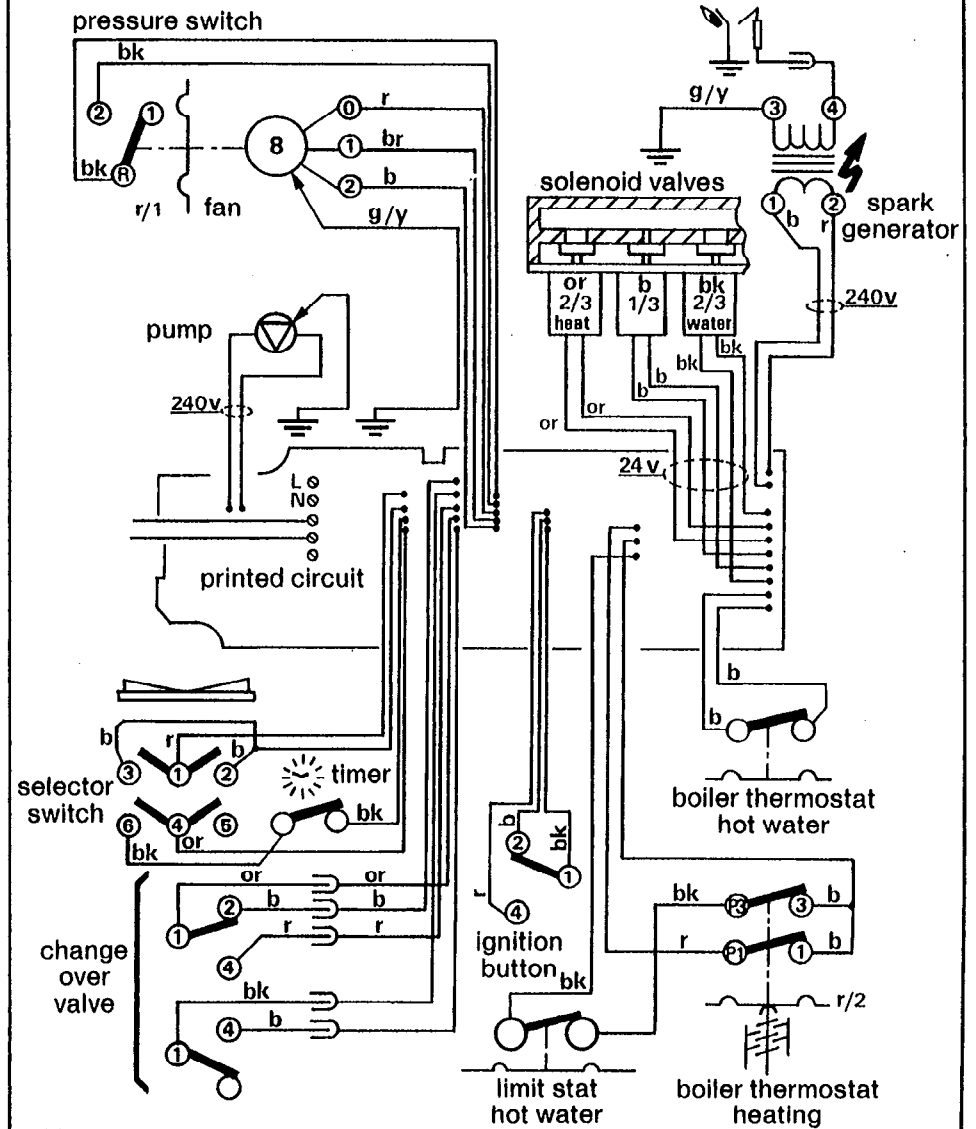 pressure switch
bk
2
1
bk
R
r/1
fan
8
0
r
1
br
2
b
g/y
g/y
3
4
solenoid valves
1
2
b
r
spark
generator
or
2/3
heat
b
1/3
bk
2/3
water
240v
pump
240v
bk
bk
b
b
or
or
24v
L
N
printed circuit
b
r
b
3
1
2
selector
switch
timer
6
4
5
bk
or
bk
b
b
boiler thermostat
hot water
b
bk
2
1
r
4
ignition
button
change
over
valve
or
or
2
b
b
1
r
r
4
bk
4
b
1
bk
bk
P3
3
b
r
P1
1
b
r/2
limit stat
hot water
boiler thermostat
heating